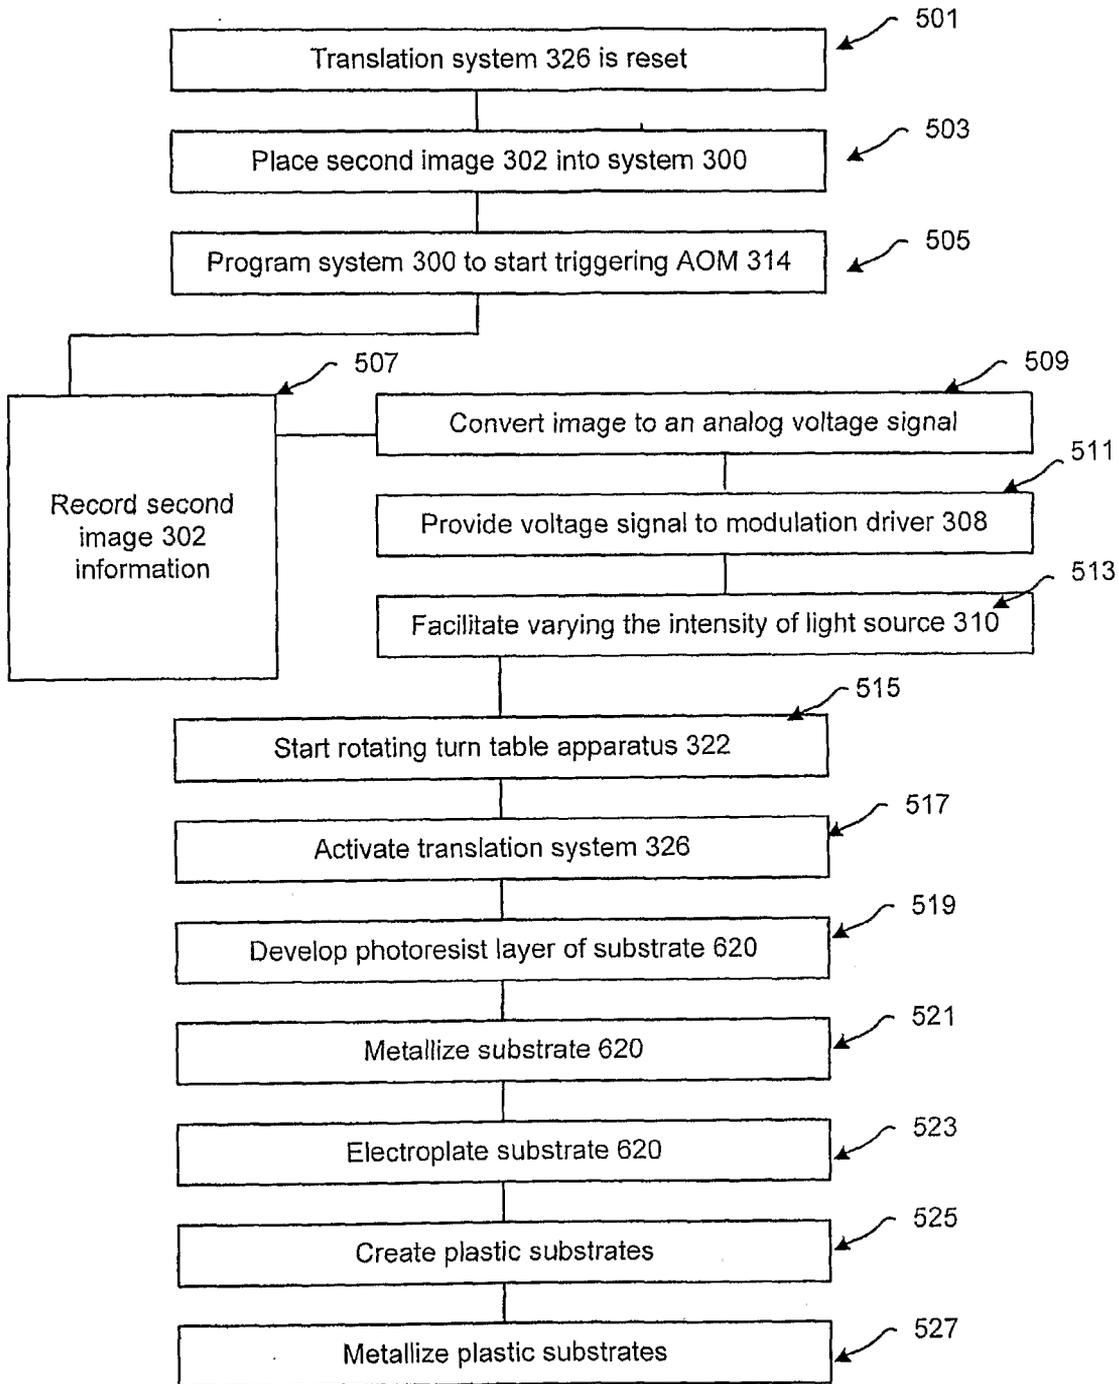 501
Translation system 326 is reset
503
Place second image 302 into system 300
505
Program system 300 to start triggering AOM 314
507
Record second
image 302
information
509
Convert image to an analog voltage signal
511
Provide voltage signal to modulation driver 308
513
Facilitate varying the intensity of light source 310
515
Start rotating turn table apparatus 322
517
Activate translation system 326
519
Develop photoresist layer of substrate 620
521
Metallize substrate 620
523
Electroplate substrate 620
525
Create plastic substrates
527
Metallize plastic substrates